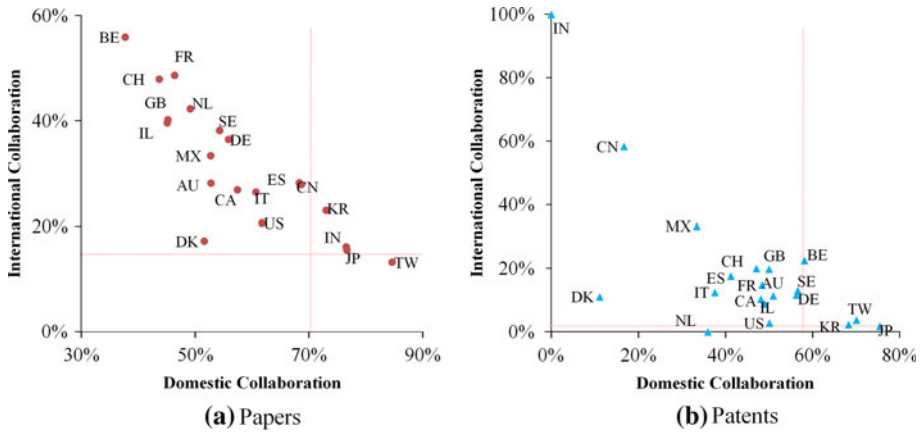 60%
40%
20%
0%
30% 50% 70% 90%
International Collaboration
Domestic Collaboration
BE
FR
CH
GB
NL
IL
SE
DE
MX
AU
CA
IT
ES
CN
US
DK
KR
IN
JP
TW
(a) Papers
100%
80%
60%
40%
20%
0%
0% 20% 40% 60% 80%
International Collaboration
Domestic Collaboration
IN
CN
MX
CH
GB
BE
ES
FR
AU
SE
IT
DK
CA
IL
DE
NL
US
TW
KR
JP
(b) Patents